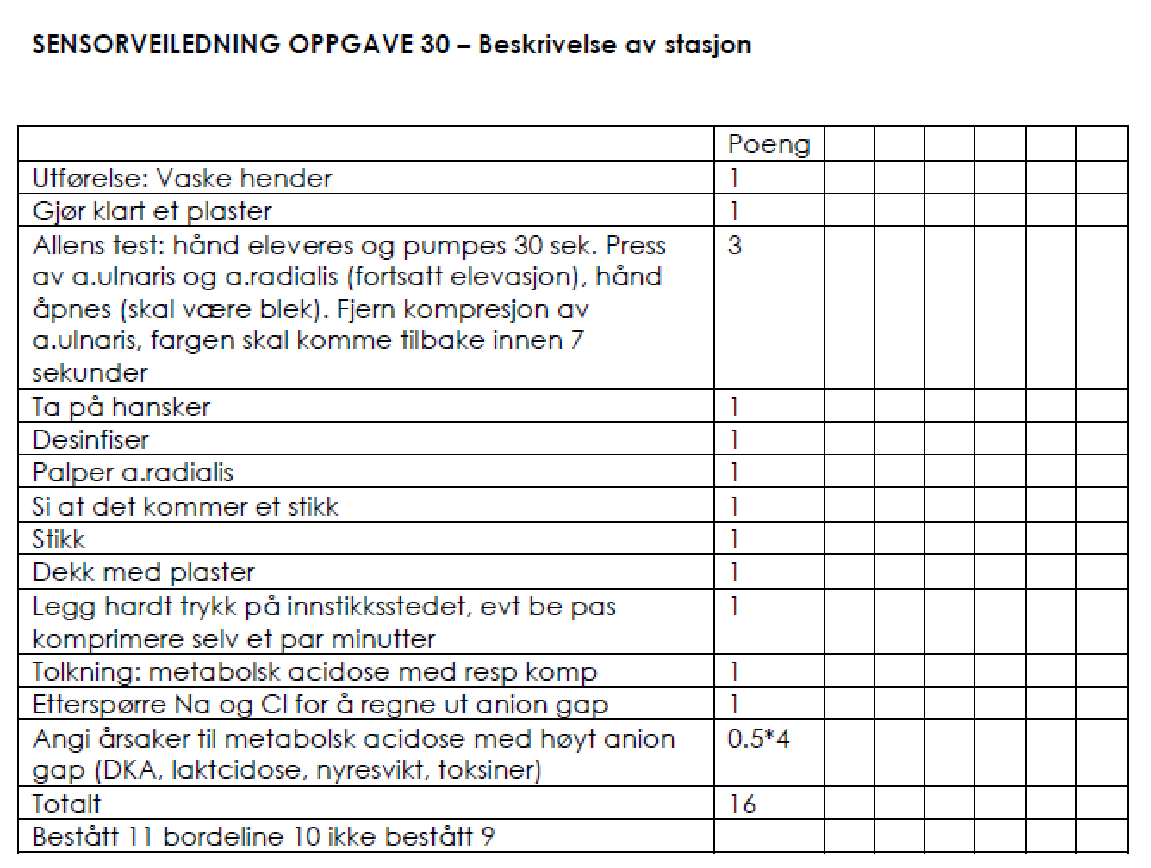 SENSORVEILEDNING OPPGAVE 30 – Beskrivelse av stasjon
Poeng
Utførelse: Vaske hender 1
Gjør klart et plaster 1
Allens test: hånd eleveres og pumpes 30 sek. Press 3
av a.ulnaris og a.radialis (fortsatt elevasjon), hånd
åpnes (skal være blek). Fjern kompresjon av
a.ulnaris, fargen skal komme tilbake innen 7
sekunder
Ta på hansker 1
Desinfiser 1
Palper a.radialis 1
Si at det kommer et stikk 1
Stikk 1
Dekk med plaster 1
Legg hardt trykk på innstikksstedet, evt be pas 1
komprimere selv et par minutter
Tolkning: metabolsk acidose med resp komp 1
Etterspørre Na og Cl for å regne ut anion gap 1
Angi årsaker til metabolsk acidose med høyt anion 0.5*4
gap (DKA, laktcidose, nyresvikt, toksiner)
Totalt 16
Bestått 11 bordeline 10 ikke bestått 9